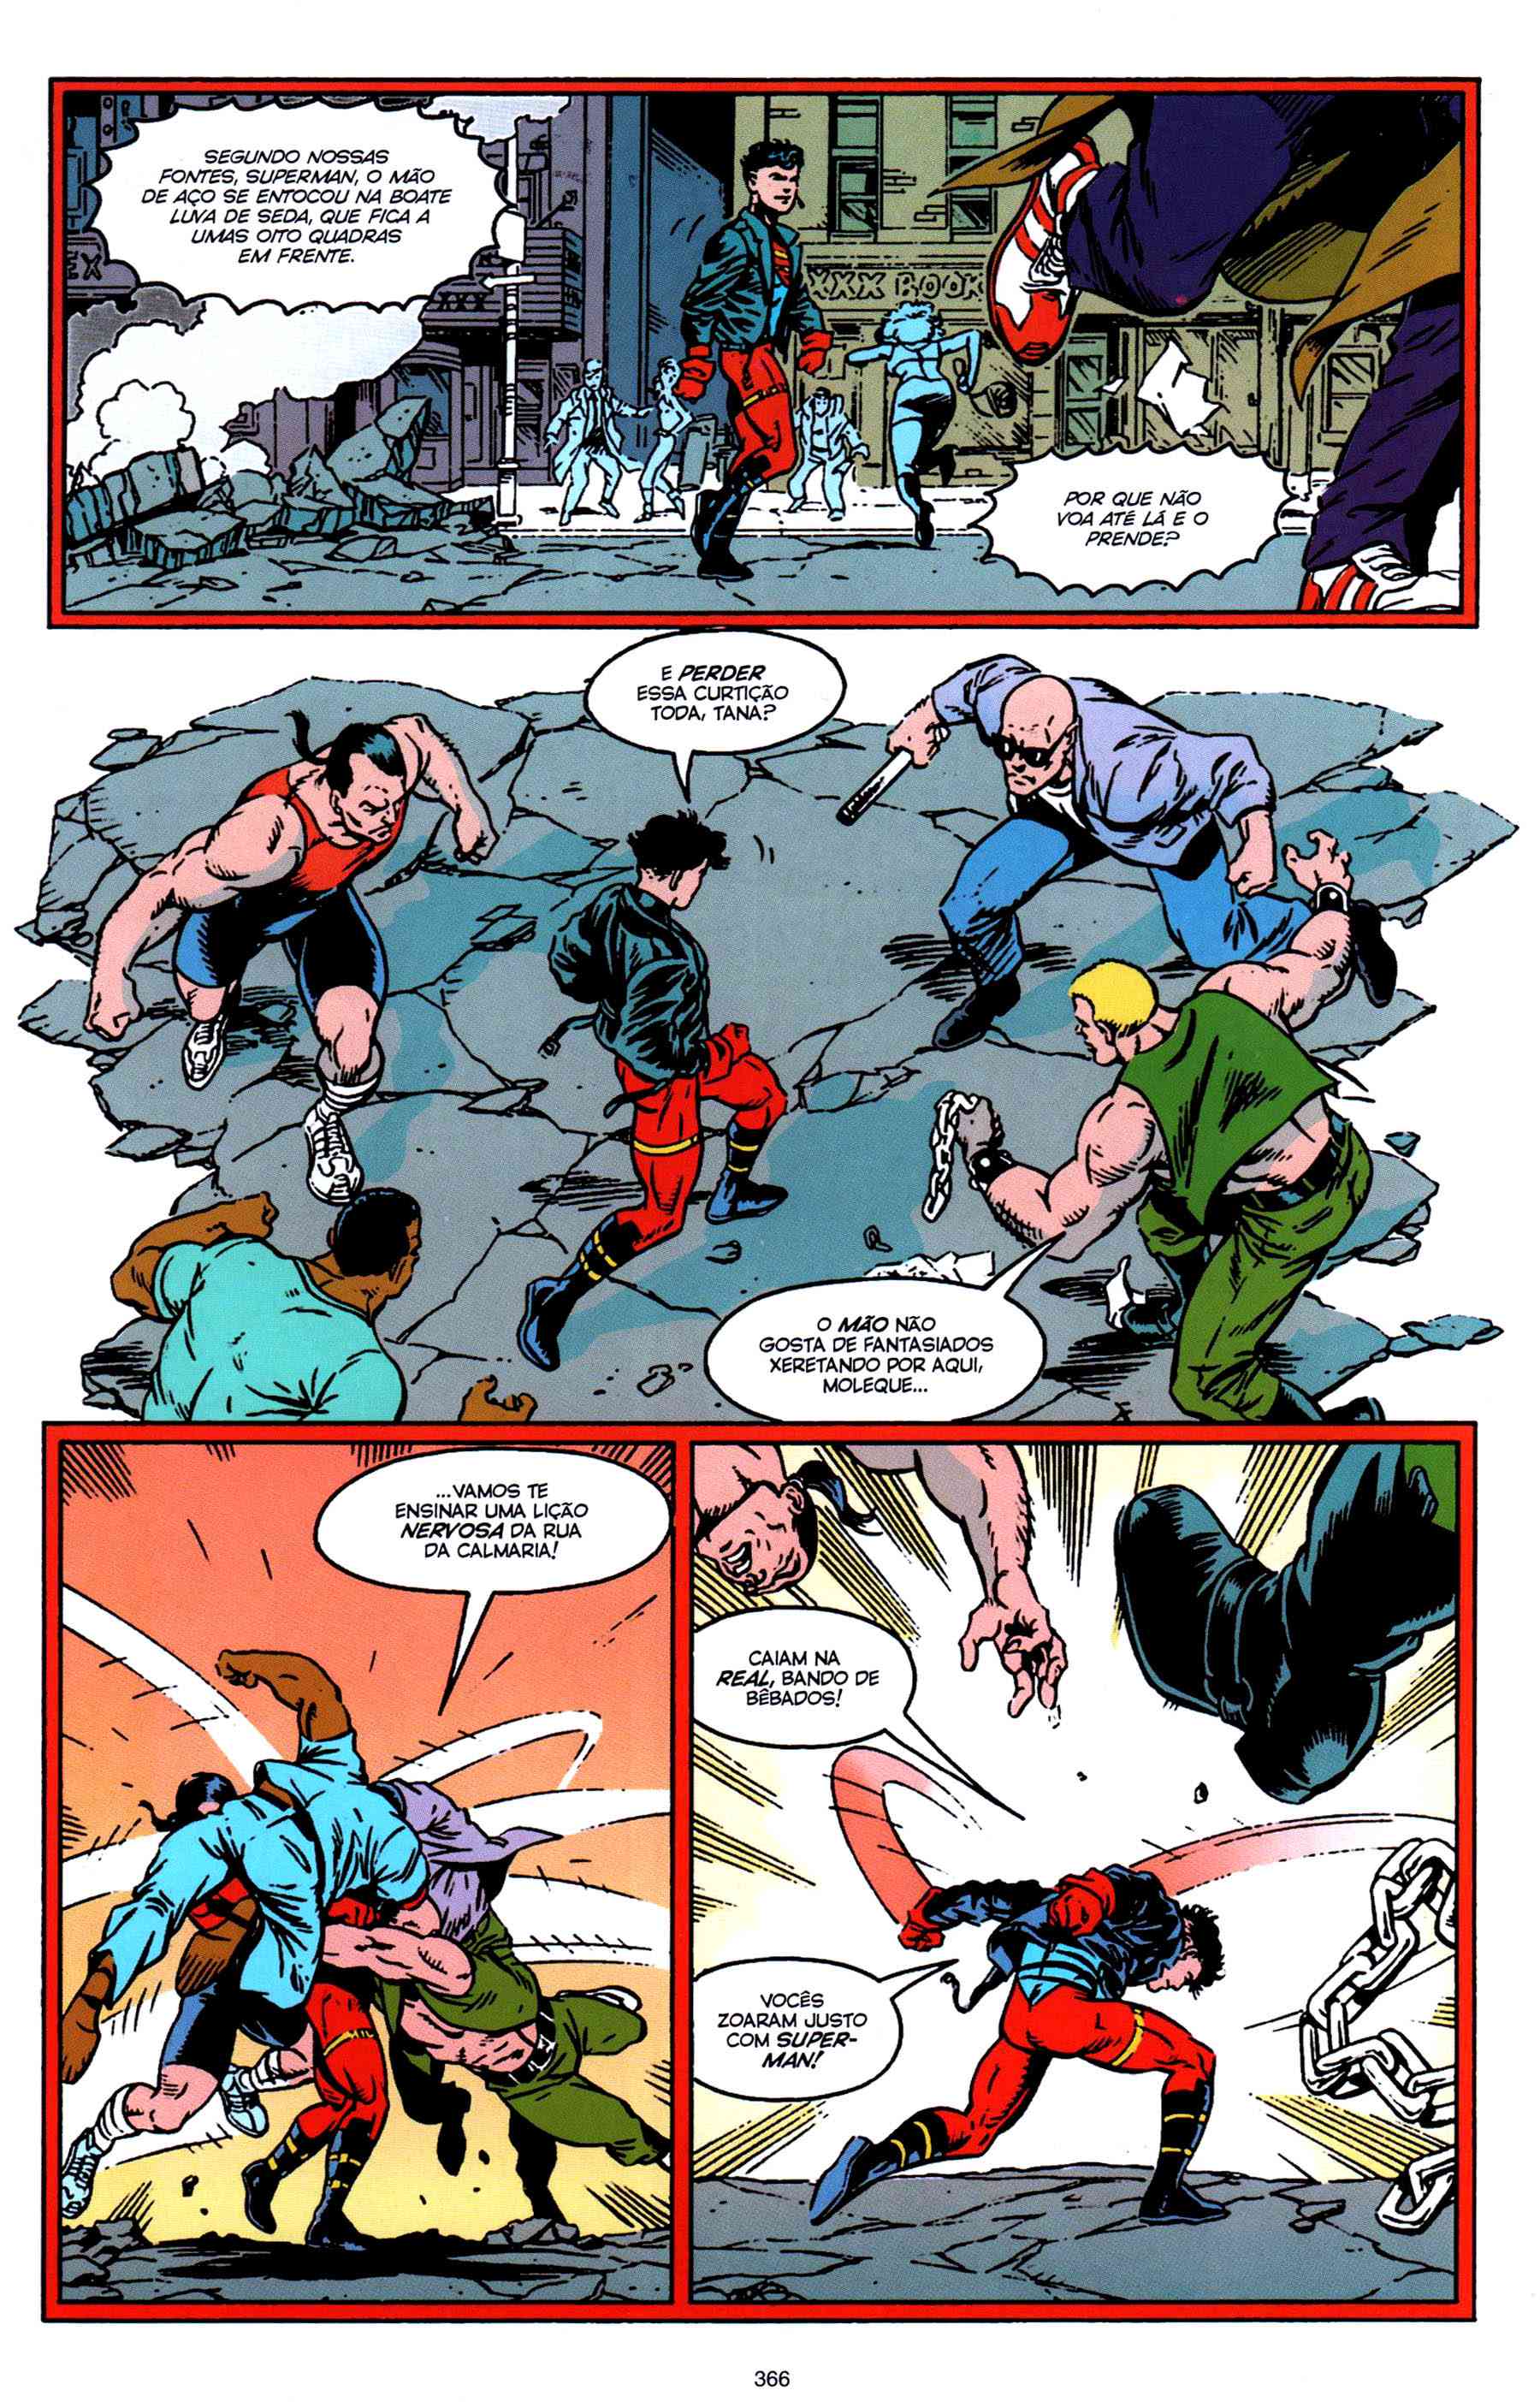 SEGUNDO NOSSAS
FONTES, SUPERMAN, O MÃO
DE AÇO SE ENTOCOU NA BOATE
LUVA DE SEDA, QUE FICA A
UMAS OITO QUADRAS
EM FRENTE.
EX
XXX
XXX BOOK
POR QUE NÃO
VOA ATÉ LÁ E O
PRENDE?
E PERDER
ESSA CURTIÇÃO
TODA, TANA?
O MÃO NÃO
GOSTA DE FANTASIADOS
XERETANDO POR AQUI,
MOLEQUE...
...VAMOS TE
ENSINAR UMA LIÇÃO
NERVOSA DA RUA
DA CALMARIA!
CAIAM NA
REAL, BANDO DE
BÊBADOS!
VOCÊS
ZOARAM JUSTO
COM SUPER-
MAN!
366